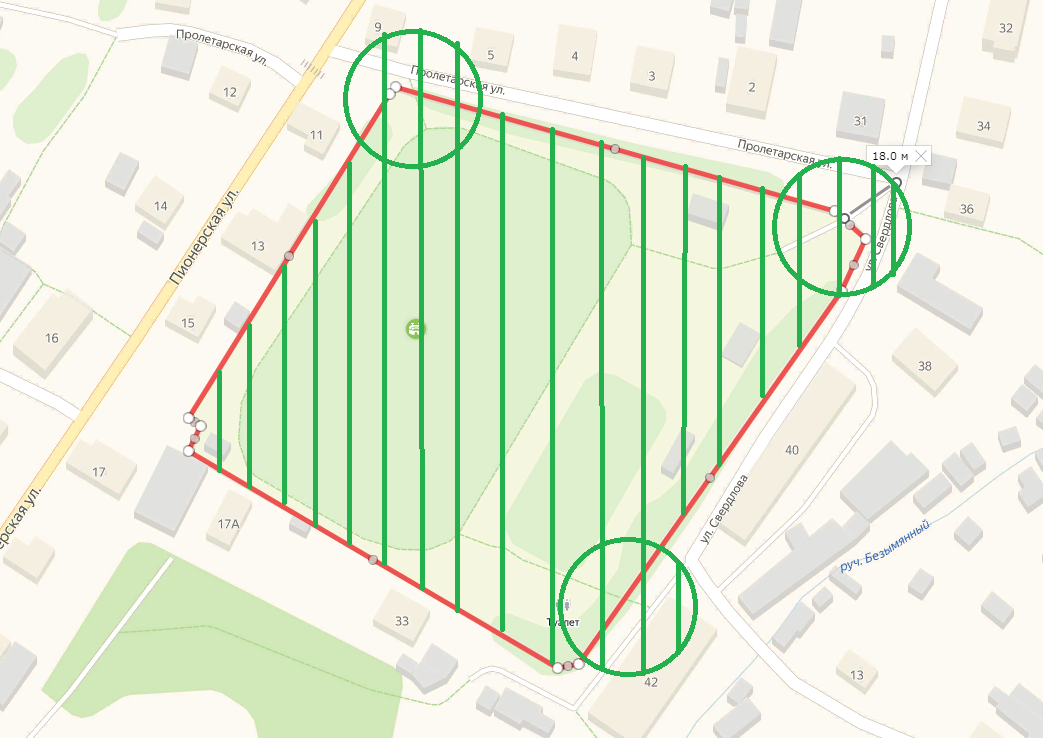 9
Пролетарская ул.
5
4
32
3
2
Пролетарская ул.
12
31
34
11
Пролетарская ул.
18.0 м
14
36
Пионерская ул.
ул. Свердлова
13
15
16
38
17
40
ерская ул.
17А
ул. Свердлова
руч. Безымянный
33
Туалет
13
42